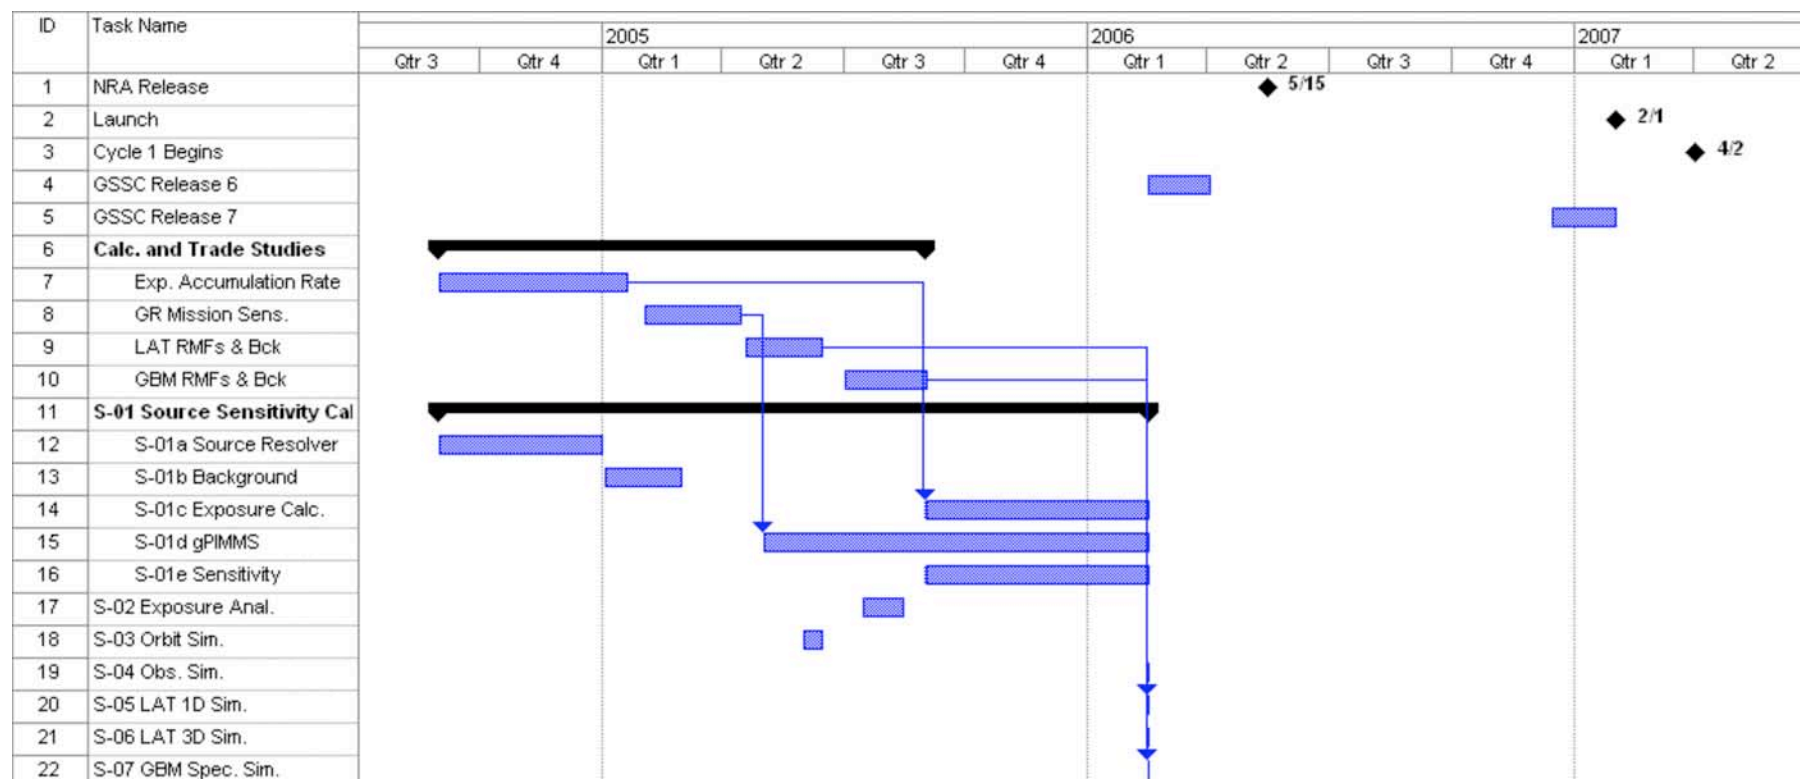 ID Task Name
2005 2006 2007
Qtr 3 Qtr 4 Qtr 1 Qtr 2 Qtr 3 Qtr 4 Qtr 1 Qtr 2 Qtr 3 Qtr 4 Qtr 1 Qtr 2
1 NRA Release 5/15
2 Launch 2/1
3 Cycle 1 Begins 4/2
4 GSSC Release 6
5 GSSC Release 7
6 Calc. and Trade Studies
7 Exp. Accumulation Rate
8 GR Mission Sens.
9 LAT RMFs & Bck
10 GBM RMFs & Bck
11 S-01 Source Sensitivity Cal
12 S-01a Source Resolver
13 S-01b Background
14 S-01c Exposure Calc.
15 S-01d gPIMMS
16 S-01e Sensitivity
17 S-02 Exposure Anal.
18 S-03 Orbit Sim.
19 S-04 Obs. Sim.
20 S-05 LAT 1D Sim.
21 S-06 LAT 3D Sim.
22 S-07 GBM Spec. Sim.